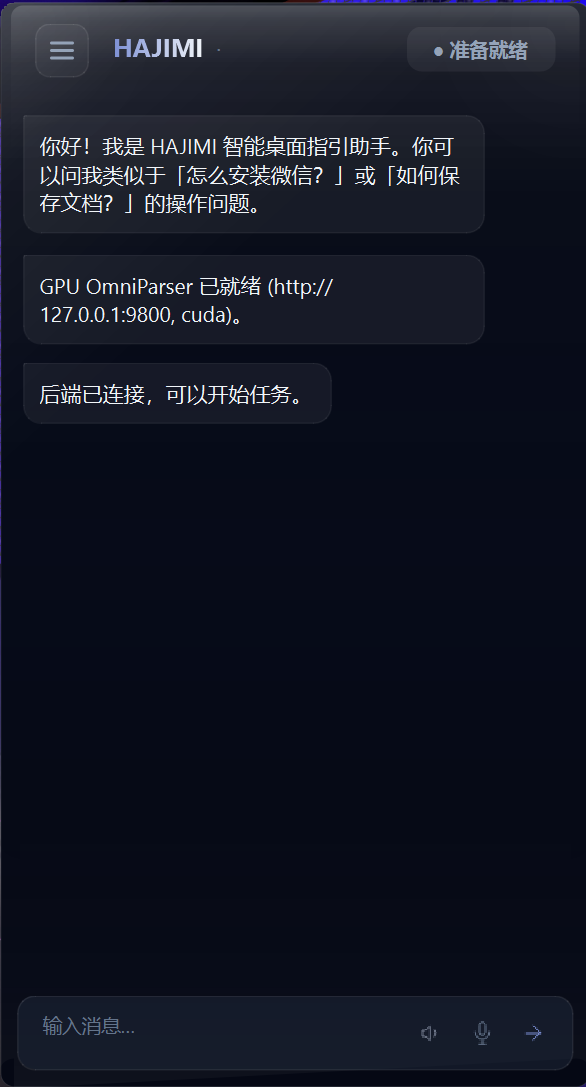 HAJIMI ·
● 准备就绪
你好！我是 HAJIMI 智能桌面指引助手。你可
以问我类似于「怎么安装微信？」或「如何保
存文档？」的操作问题。
GPU OmniParser 已就绪 (http://
127.0.0.1:9800, cuda)。
后端已连接，可以开始任务。
输入消息...